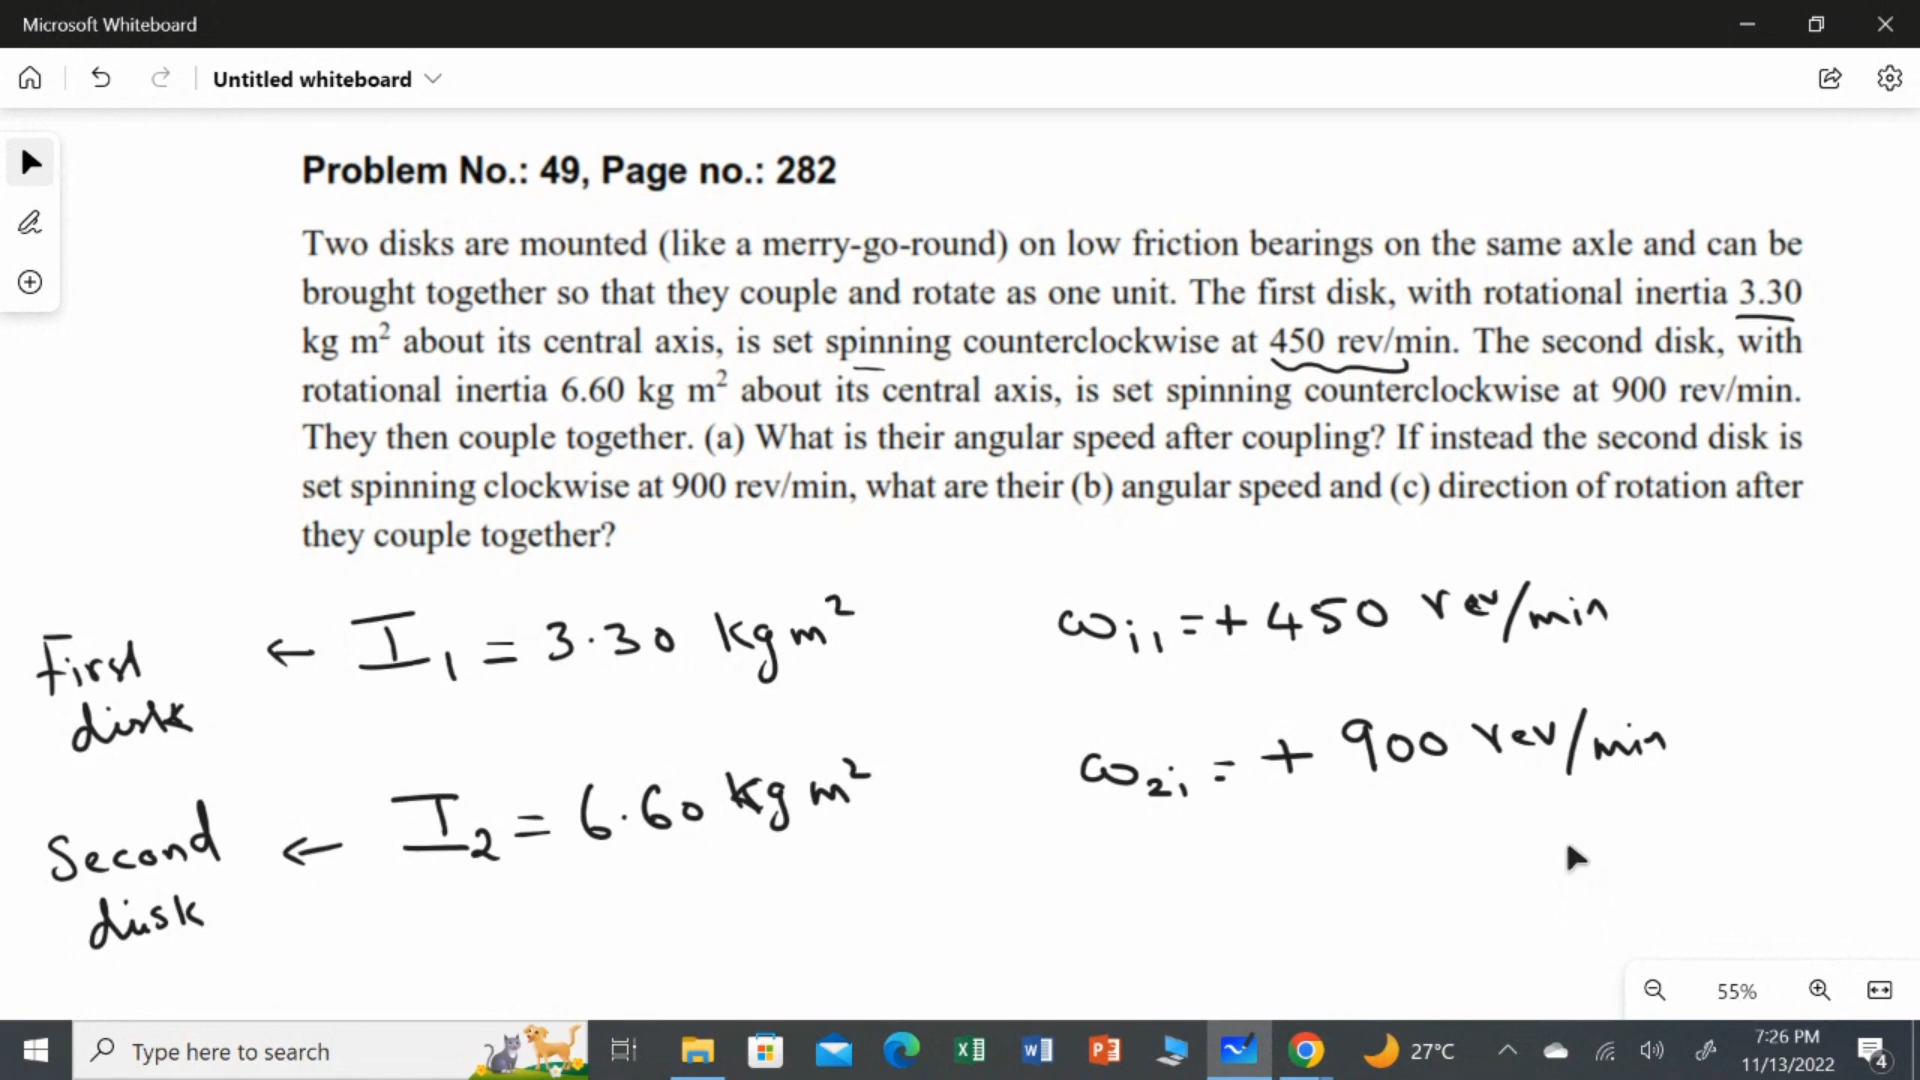 Microsoft Whiteboard
Untitled whiteboard
Problem No.: 49, Page no.: 282
Two disks are mounted (like a merry-go-round) on low friction bearings on the same axle and can be
brought together so that they couple and rotate as one unit. The first disk, with rotational inertia 3.30
kg m² about its central axis, is set spinning counterclockwise at 450 rev/min. The second disk, with
rotational inertia 6.60 kg m² about its central axis, is set spinning counterclockwise at 900 rev/min.
They then couple together. (a) What is their angular speed after coupling? If instead the second disk is
set spinning clockwise at 900 rev/min, what are their (b) angular speed and (c) direction of rotation after
they couple together?
First disk ← I₁ = 3.30 kg m² ωi₁ = + 450 rev/min
Second disk ← I₂ = 6.60 kg m² ω₂i, = + 900 rev/min
55%
Type here to search
27°C
7:26 PM
11/13/2022
4